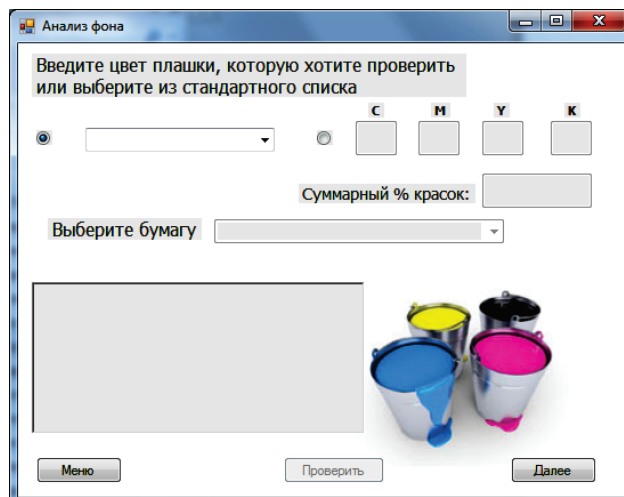 Анализ фона
Введите цвет плашки, которую хотите проверить
или выберите из стандартного списка
C M Y K
Суммарный % красок:
Выберите бумагу
Меню Проверить Далее